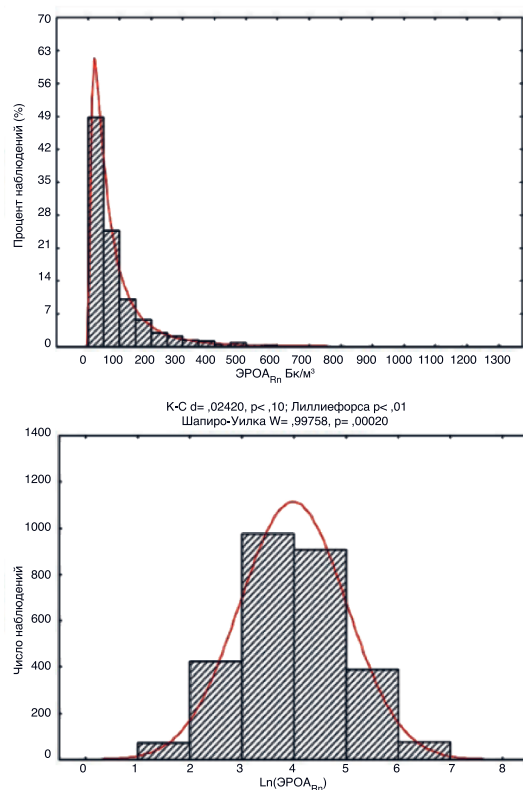 70
63
56
49
42
35
28
21
14
7
0
Процент наблюдений (%)
0 100 200 300 400 500 600 700 800 900 1000 1100 1200 1300
ЭРОА Rn Бк/м³
К-С d= ,02420, p< ,10; Лиллиефорса p< ,01
Шапиро-Уилка W= ,99758, p= ,00020
1400
1200
1000
800
600
400
200
0
Число наблюдений
0 1 2 3 4 5 6 7 8
Ln(ЭРОА Rn)